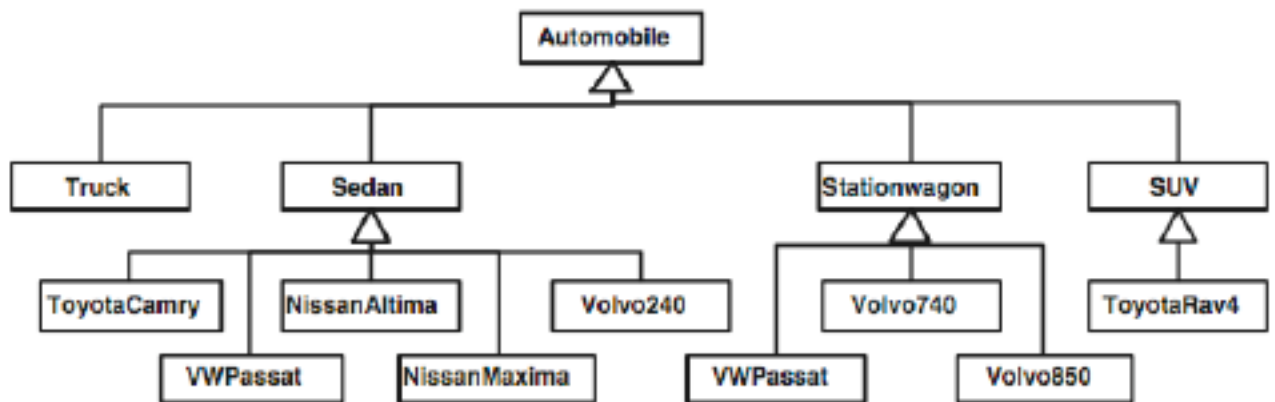 Automobile
Truck
Sedan
Stationwagon
SUV
ToyotaCamry
NissanAltima
Volvo240
Volvo740
ToyotaRav4
VWPassat
NissanMaxima
VWPassat
Volvo850